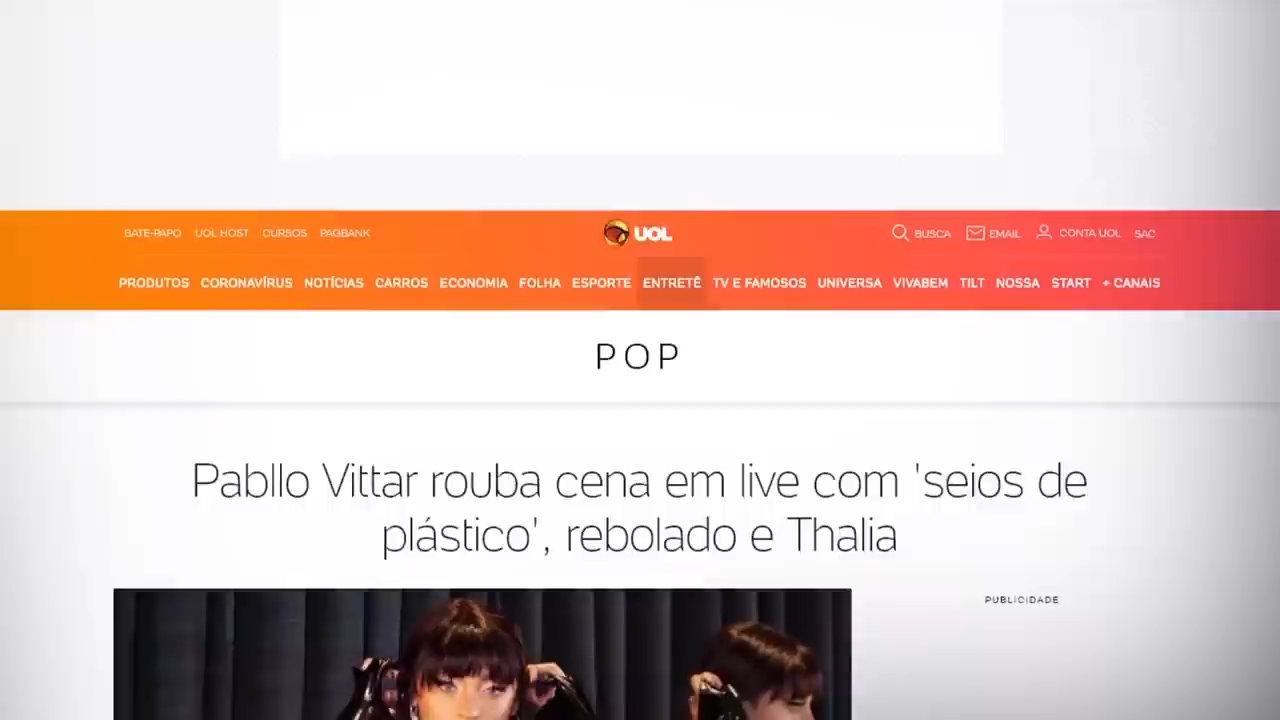 BATE-PAPO UOL HOST CURSOS PAGBANK UOL BUSCA EMAIL CONTA UOL SAC
PRODUTOS CORONAVÍRUS NOTÍCIAS CARROS ECONOMIA FOLHA ESPORTE ENTRETÊ TV E FAMOSOS UNIVERSA VIVABEM TILT NOSSA START + CANAIS
POP
Pabllo Vittar rouba cena em live com 'seios de
plástico', rebolado e Thalia
PUBLICIDADE